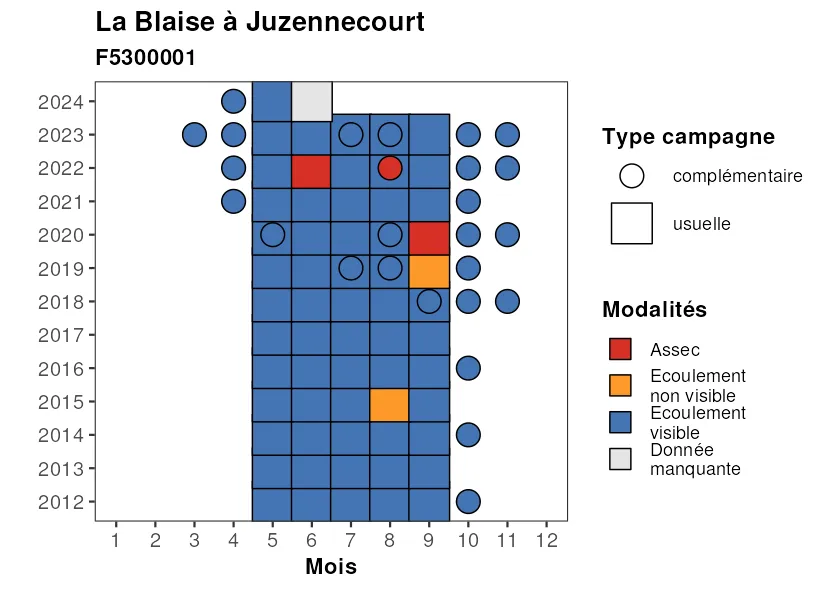 La Blaise à Juzennecourt
F5300001
2024
2023
2022
2021
2020
2019
2018
2017
2016
2015
2014
2013
2012
1 2 3 4 5 6 7 8 9 10 11 12
Mois
Type campagne
complémentaire
usuelle
Modalités
Assec
Ecoulement
non visible
Ecoulement
visible
Donnée
manquante